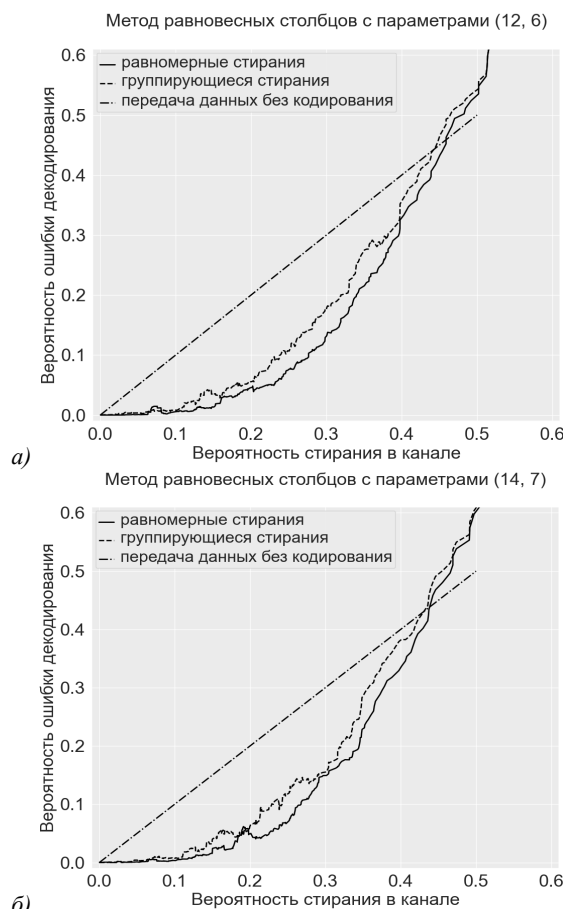 Метод равновесных столбцов с параметрами (12, 6)
0.6
0.5
0.4
0.3
0.2
0.1
0.0
Вероятность ошибки декодирования
равномерные стирания
группирующиеся стирания
передача данных без кодирования
0.0 0.1 0.2 0.3 0.4 0.5 0.6
Вероятность стирания в канале
а)
Метод равновесных столбцов с параметрами (14, 7)
0.6
0.5
0.4
0.3
0.2
0.1
0.0
Вероятность ошибки декодирования
равномерные стирания
группирующиеся стирания
передача данных без кодирования
0.0 0.1 0.2 0.3 0.4 0.5 0.6
Вероятность стирания в канале
б)